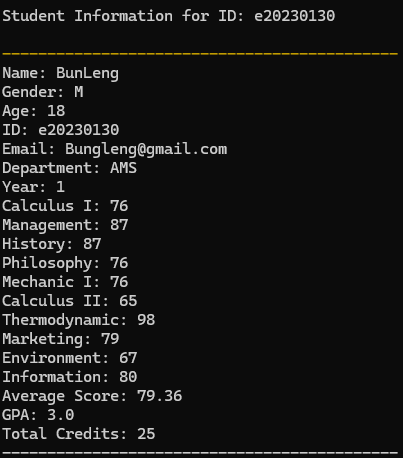 Student Information for ID: e20230130
--------------------------------------------
Name: BunLeng
Gender: M
Age: 18
ID: e20230130
Email: Bungleng@gmail.com
Department: AMS
Year: 1
Calculus I: 76
Management: 87
History: 87
Philosophy: 76
Mechanic I: 76
Calculus II: 65
Thermodynamic: 98
Marketing: 79
Environment: 67
Information: 80
Average Score: 79.36
GPA: 3.0
Total Credits: 25
--------------------------------------------